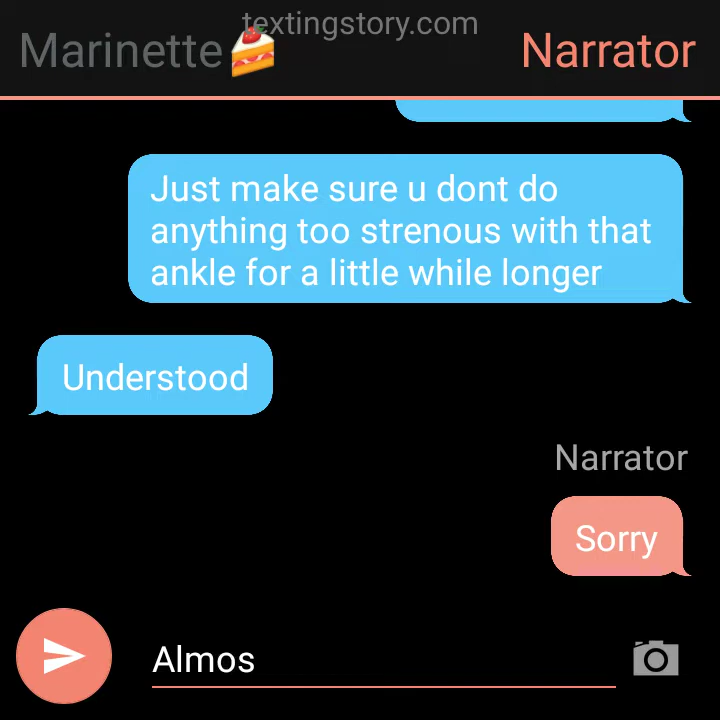 textingstory.com
Marinette🍰
Narrator
Just make sure u dont do
anything too strenous with that
ankle for a little while longer
Understood
Narrator
Sorry
Almos